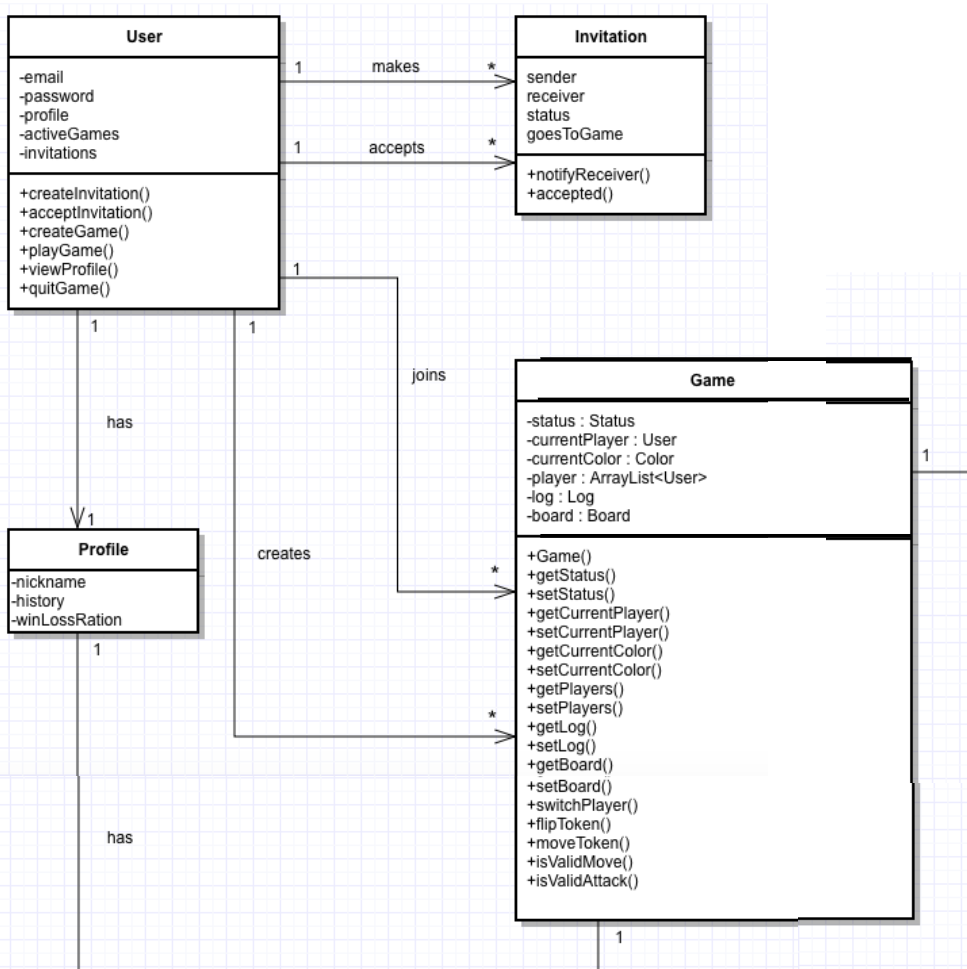 User
-email
-password
-profile
-activeGames
-invitations
+createInvitation()
+acceptInvitation()
+createGame()
+playGame()
+viewProfile()
+quitGame()
1
makes
*
1
accepts
*
Invitation
sender
receiver
status
goesToGame
+notifyReceiver()
+accepted()
1
joins
*
1
has
1
1
creates
*
Profile
-nickname
-history
-winLossRation
1
has
Game
-status : Status
-currentPlayer : User
-currentColor : Color
-player : ArrayList<User>
-log : Log
-board : Board
+Game()
+getStatus()
+setStatus()
+getCurrentPlayer()
+setCurrentPlayer()
+getCurrentColor()
+setCurrentColor()
+getPlayers()
+setPlayers()
+getLog()
+setLog()
+getBoard()
+setBoard()
+switchPlayer()
+flipToken()
+moveToken()
+isValidMove()
+isValidAttack()
1
1